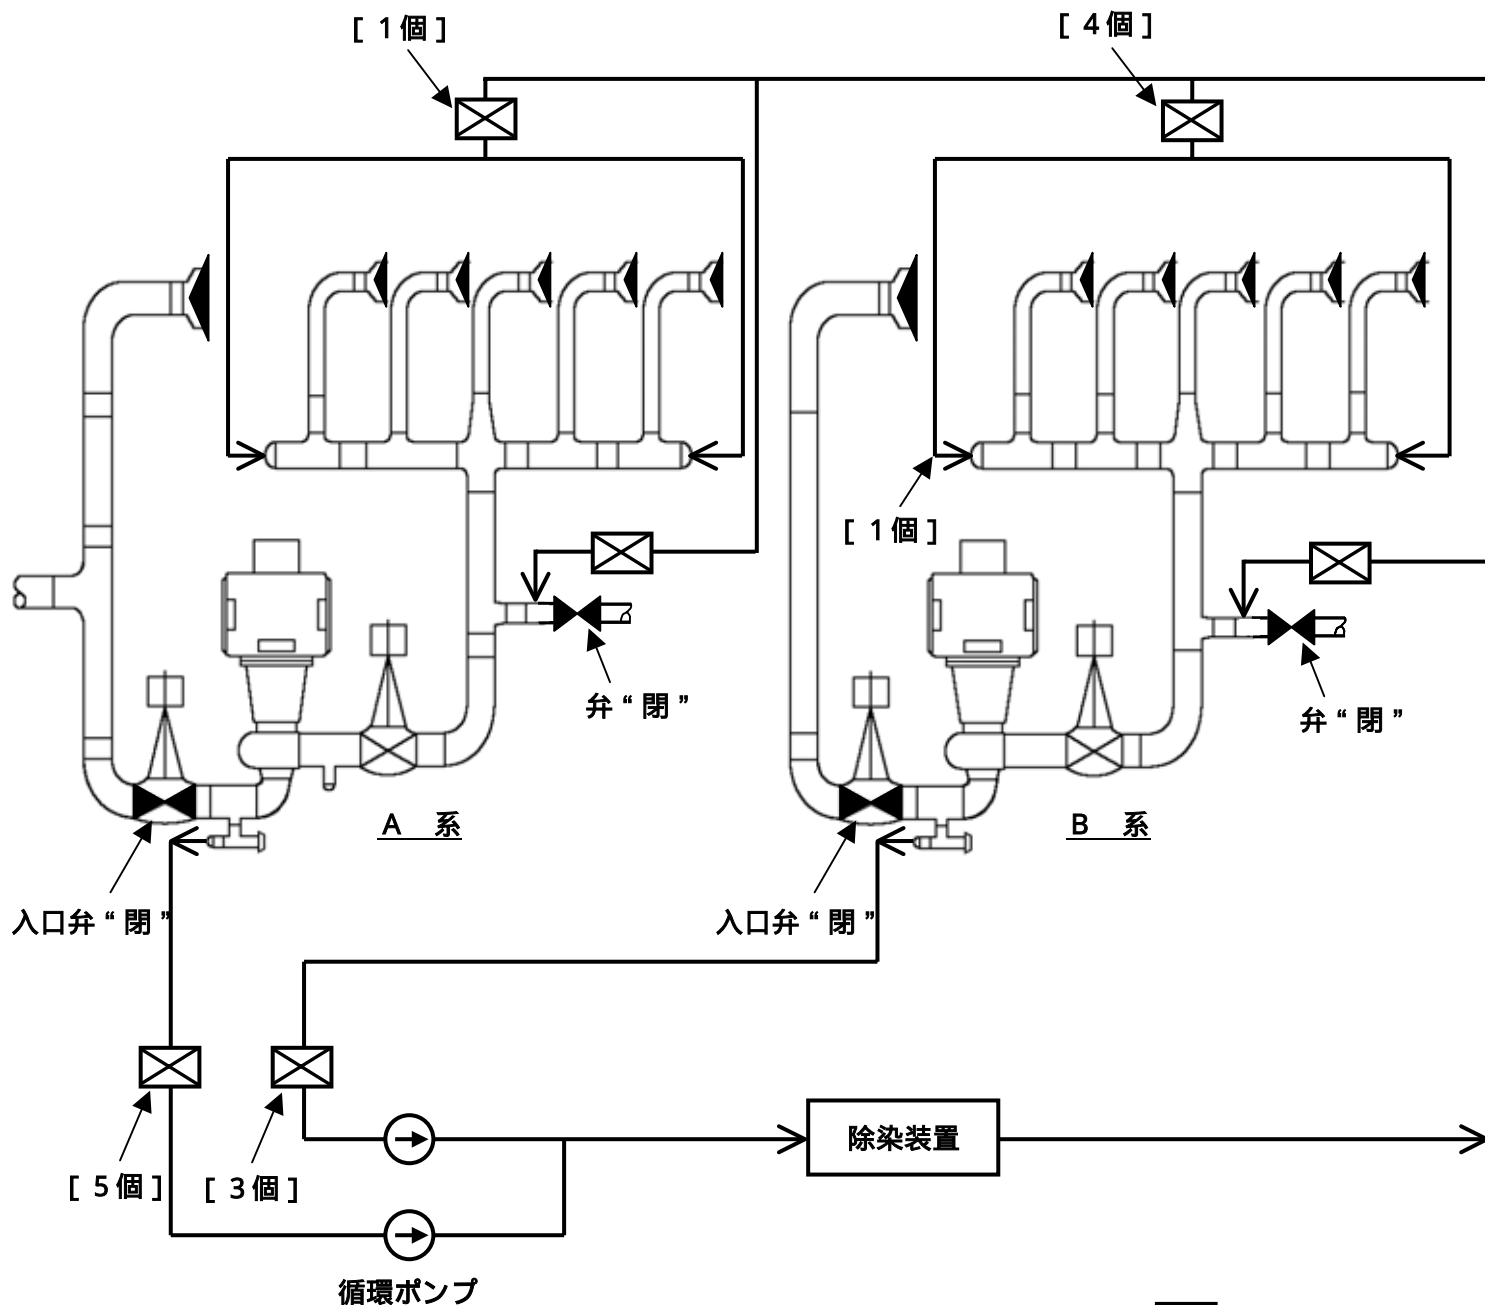 [ 1個 ]
[ 4個 ]
[ 1個 ]
弁“閉”
弁“閉”
A 系
B 系
入口弁“閉”
入口弁“閉”
除染装置
[ 5個 ]
[ 3個 ]
循環ポンプ